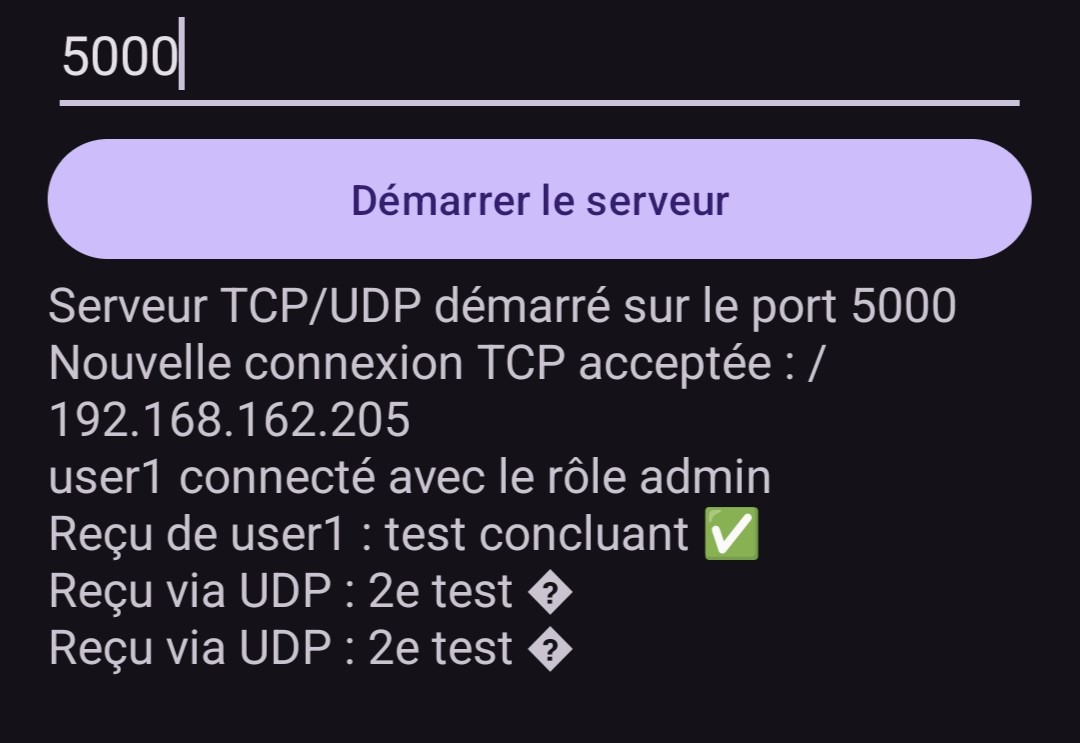 5000
Démarrer le serveur
Serveur TCP/UDP démarré sur le port 5000
Nouvelle connexion TCP acceptée : /
192.168.162.205
user1 connecté avec le rôle admin
Reçu de user1 : test concluant ✅
Reçu via UDP : 2e test �
Reçu via UDP : 2e test �